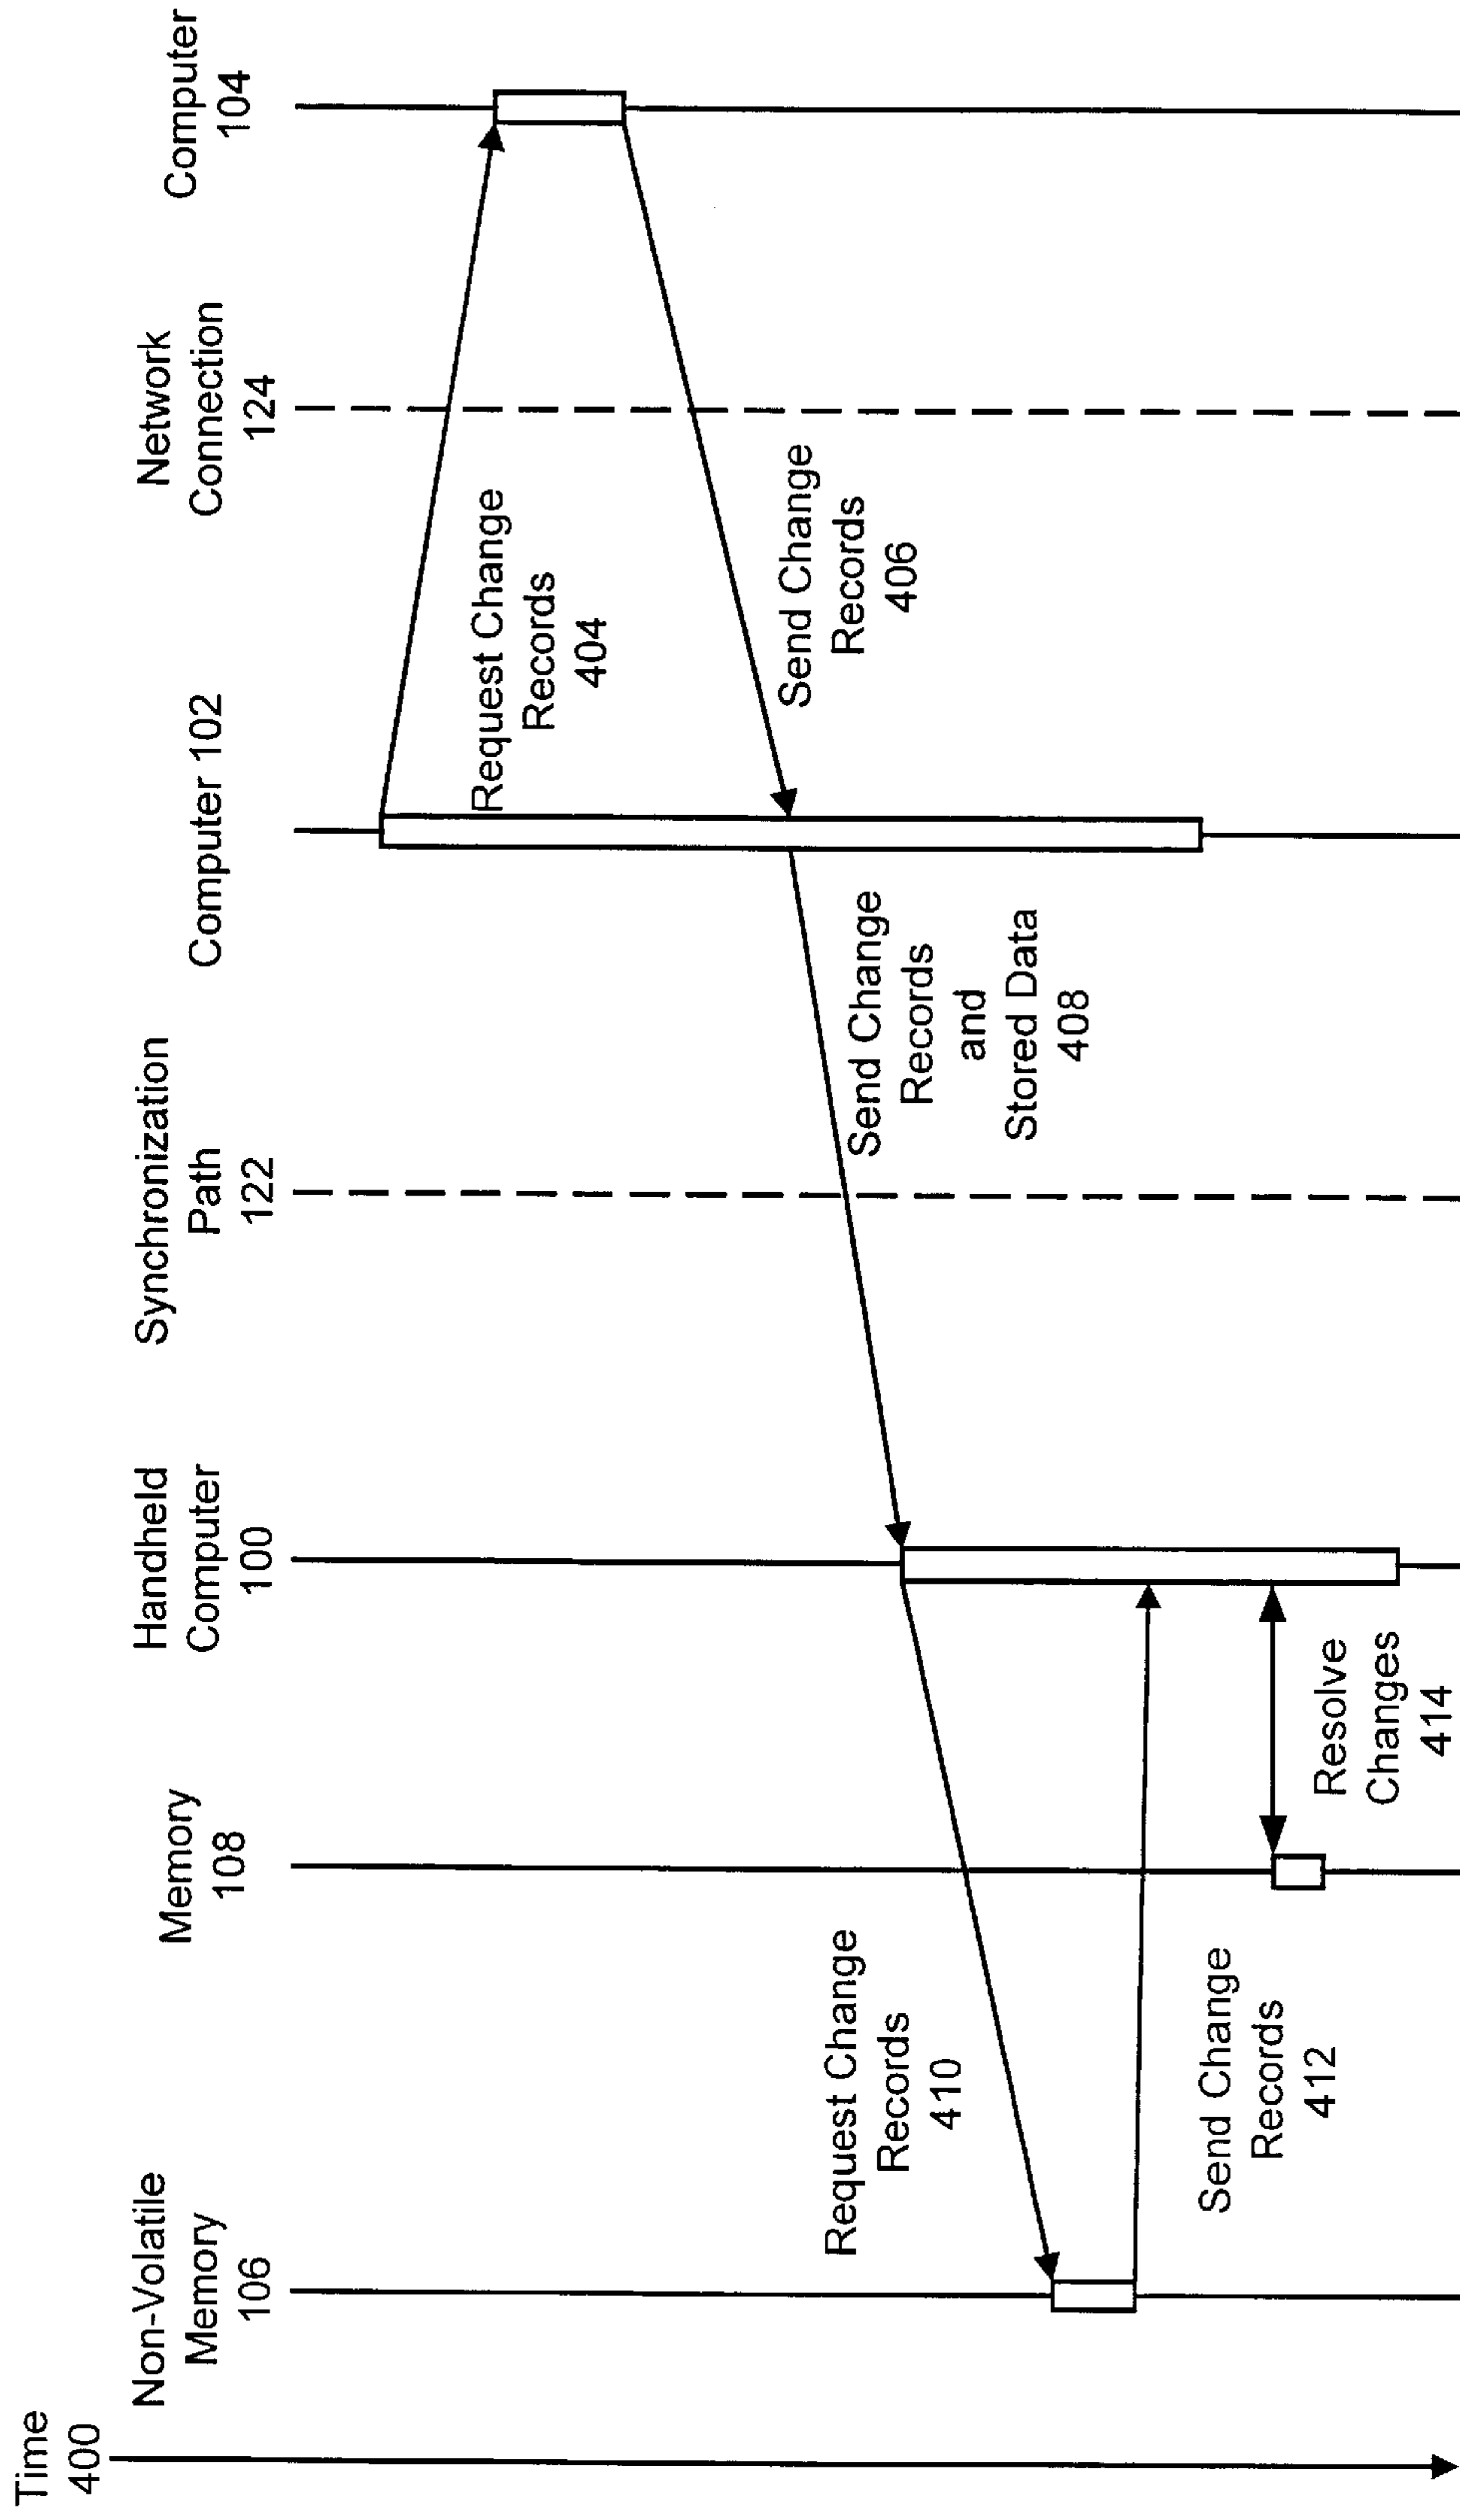 Time
400
Non-Volatile
Memory
106
Memory
108
Handheld
Computer
100
Synchronization
Path
122
Computer 102
Network
Connection
124
Computer
104
Request Change
Records
404
Send Change
Records
406
Send Change
Records
and
Stored Data
408
Request Change
Records
410
Send Change
Records
412
Resolve
Changes
414